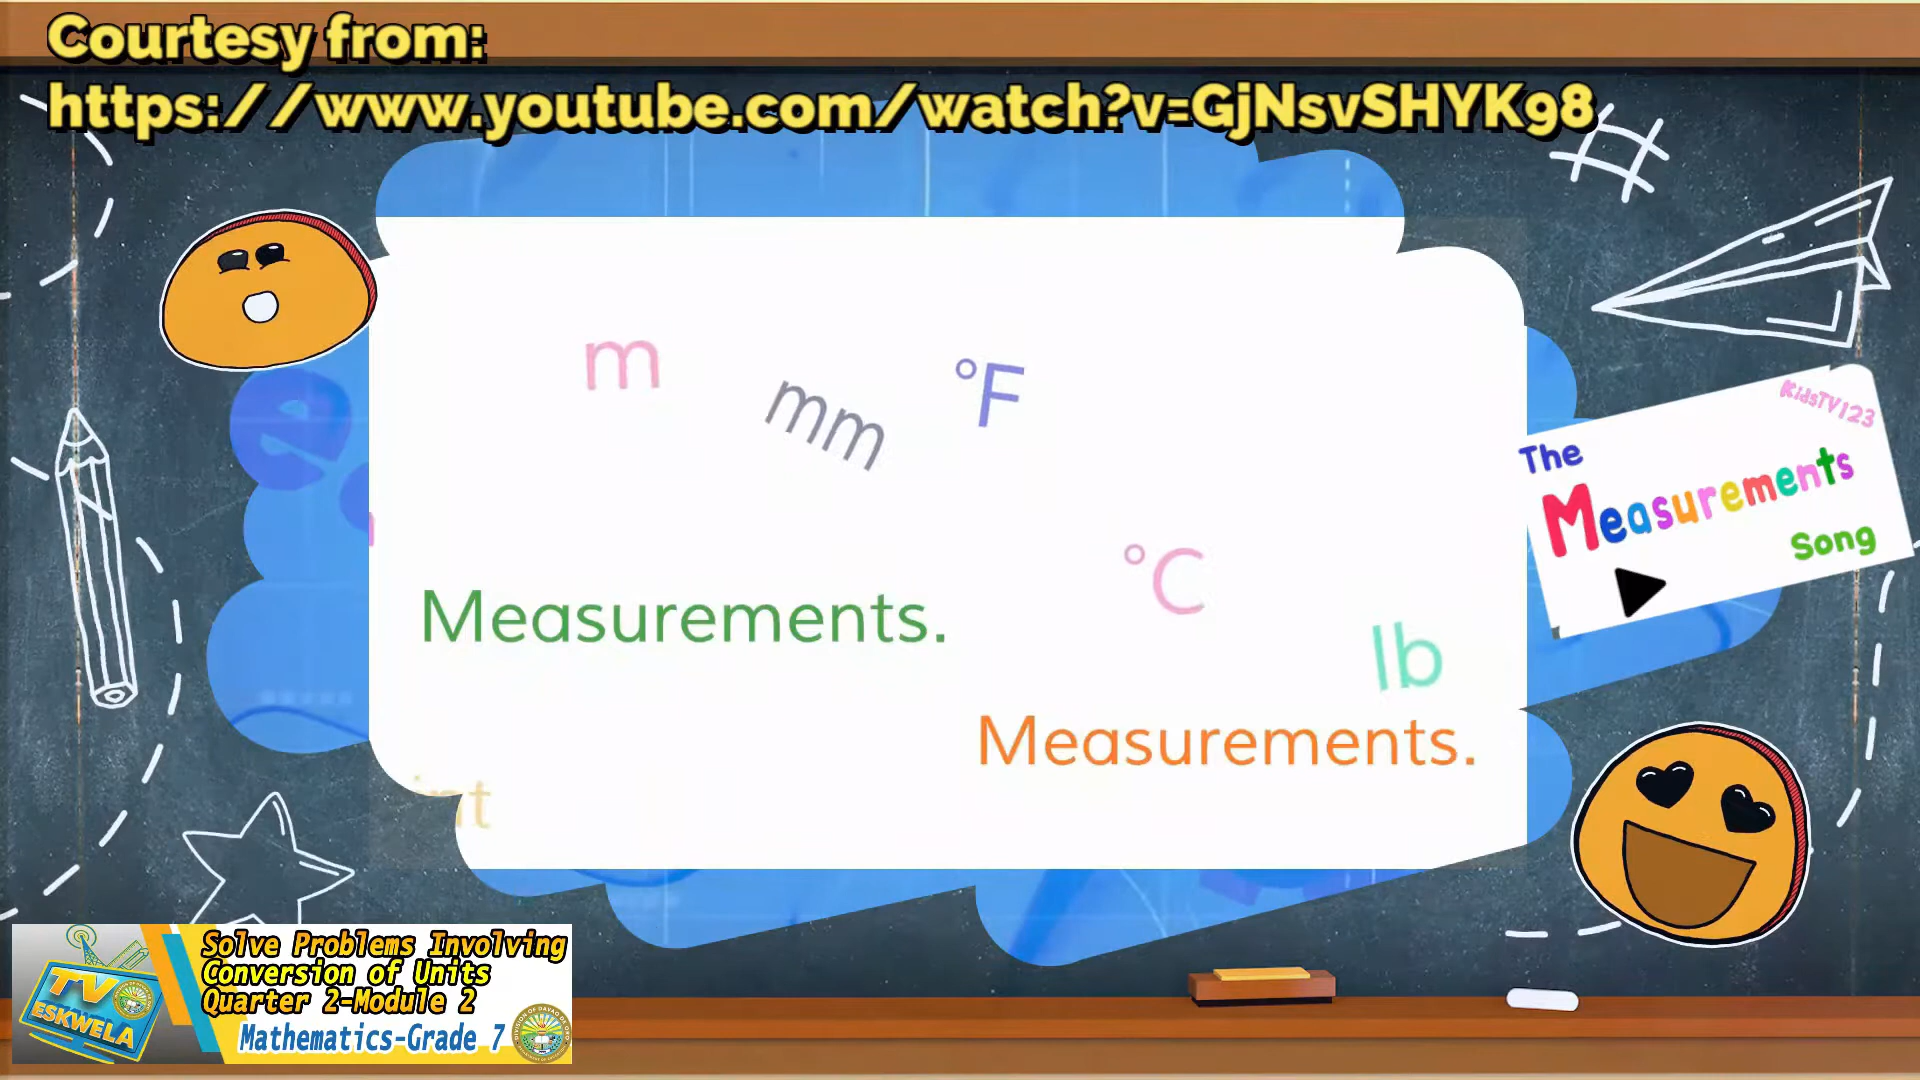 Courtesy from:
https://www.youtube.com/watch?v=GjNsvSHYK98
m
mm
°F
KidsTV123
The
Measurements
Song
°C
Measurements.
lb
Measurements.
Solve Problems Involving
Conversion of Units
Quarter 2-Module 2
Mathematics-Grade 7
TV
ESKWELA